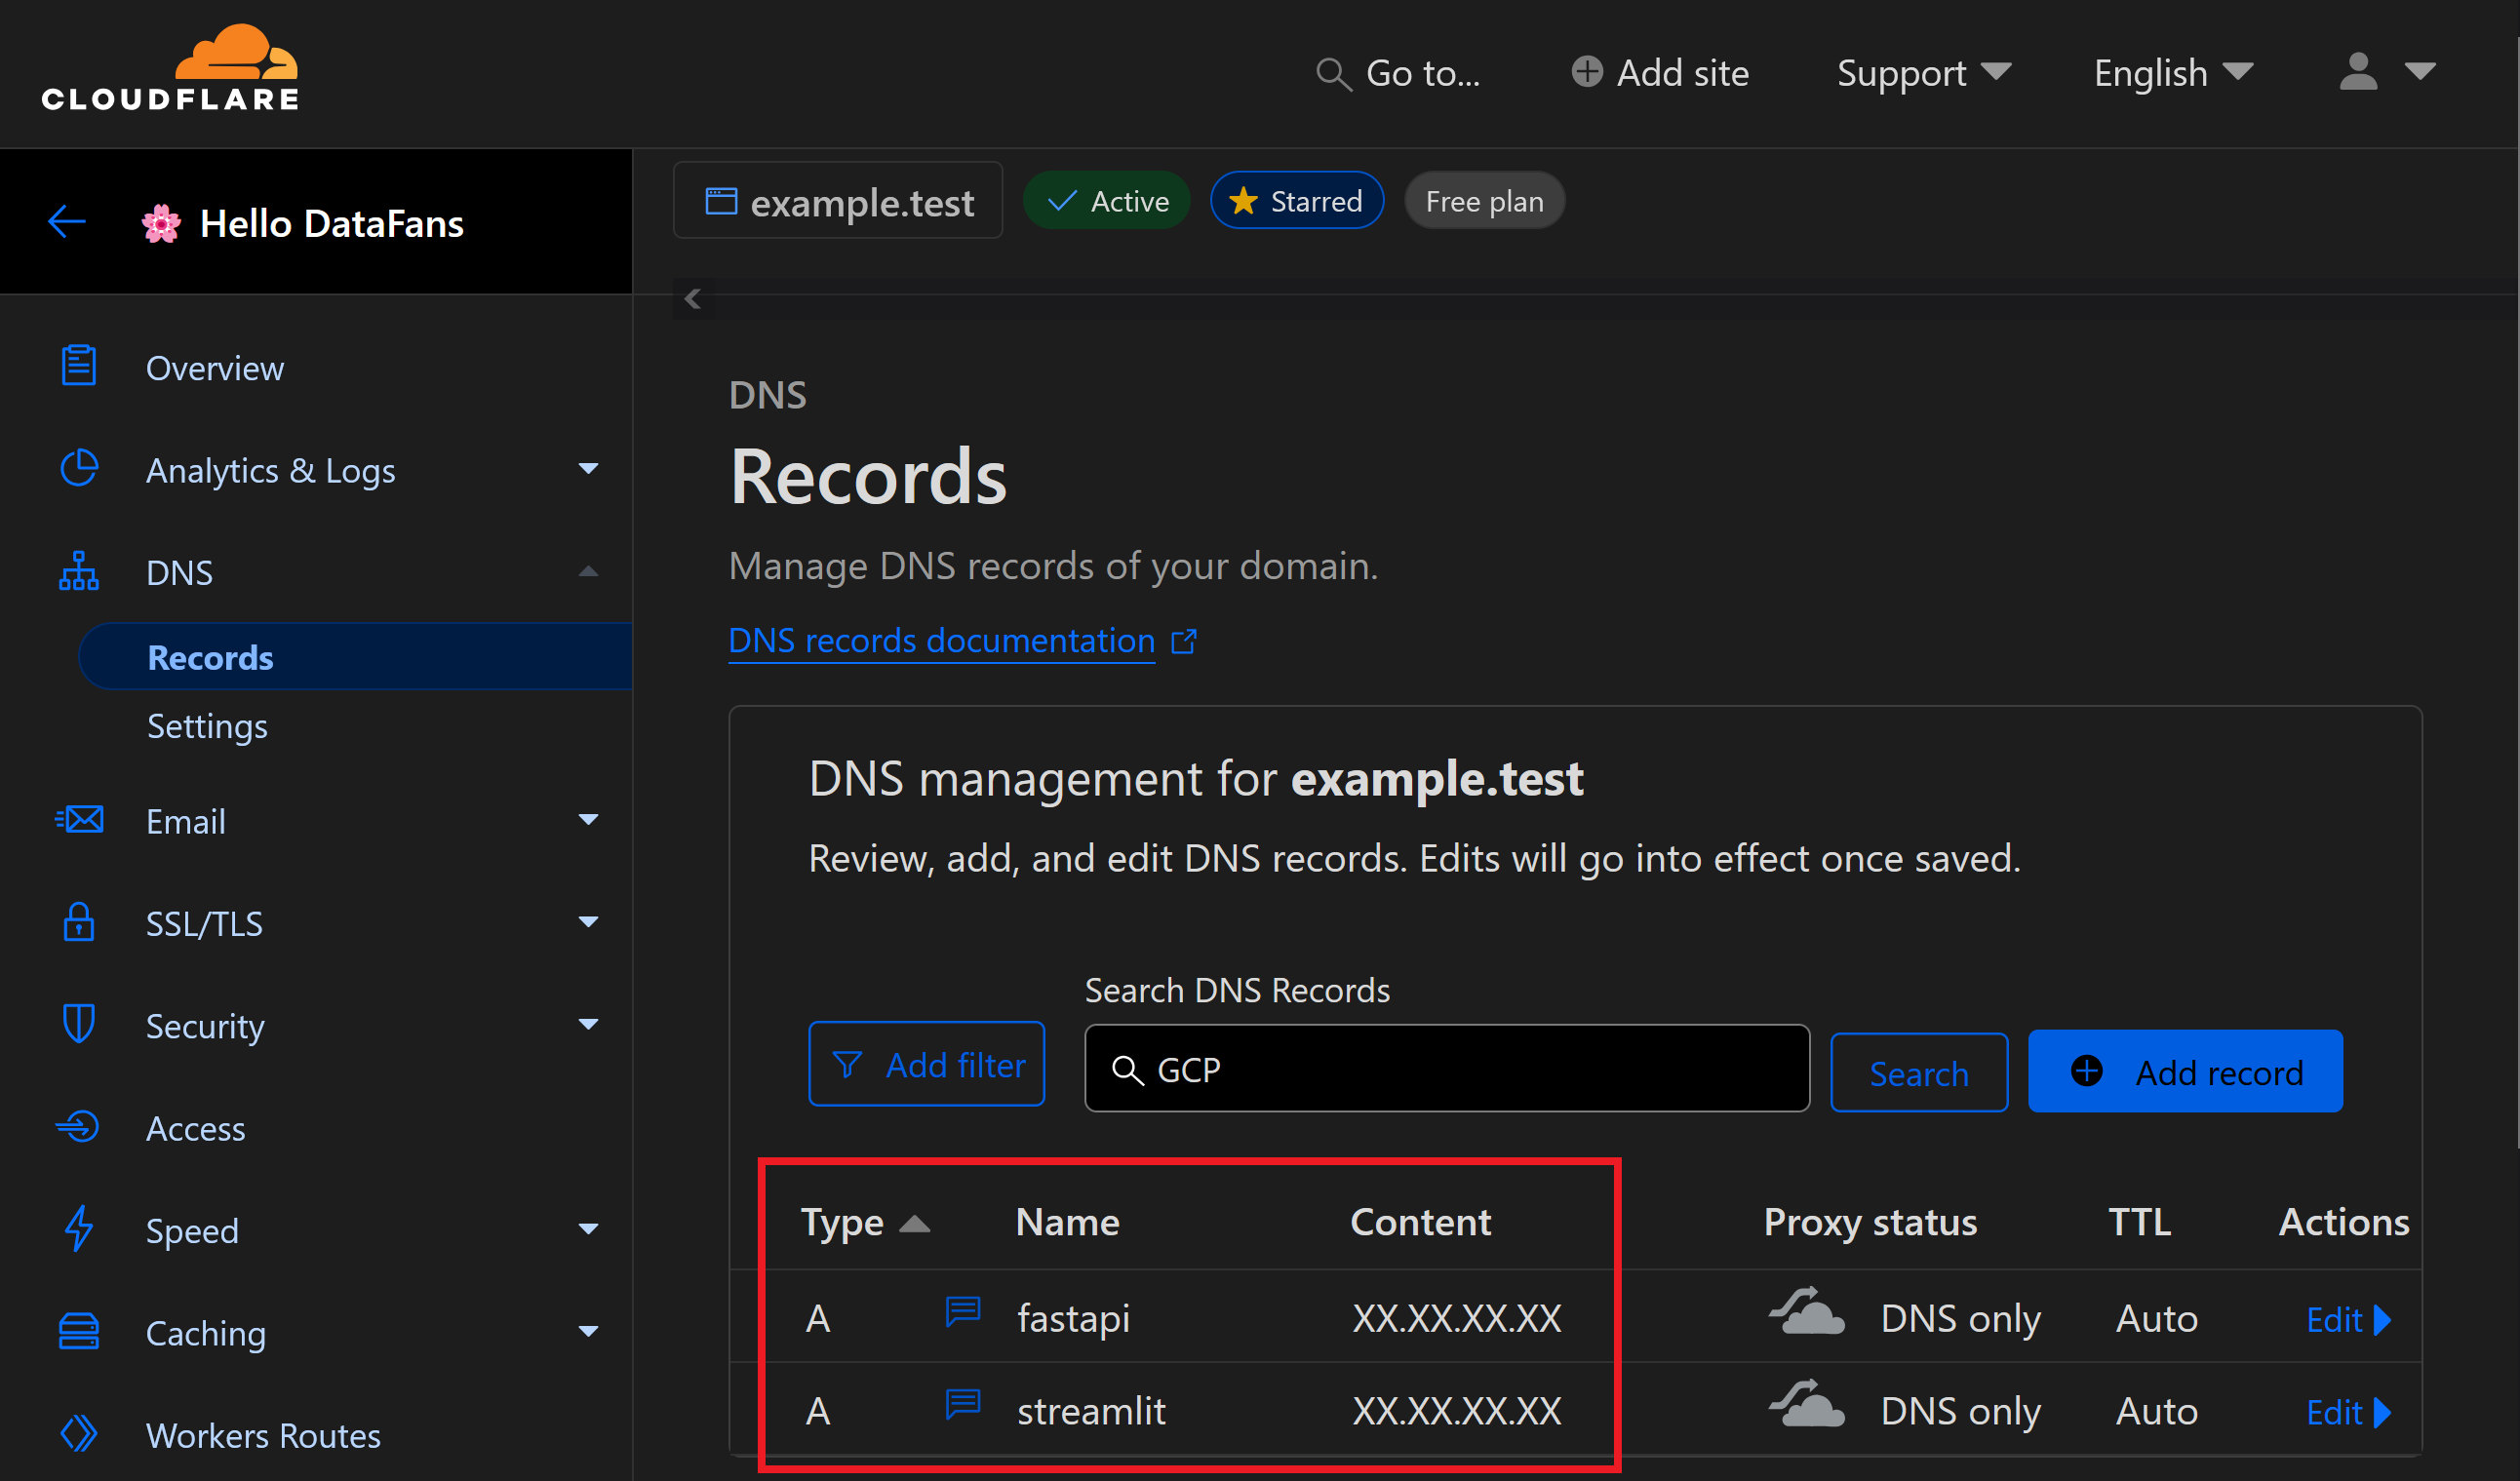 CLOUDFLARE
Go to... Add site Support English
Hello DataFans
example.test Active Starred Free plan
Overview
Analytics & Logs
DNS
Records
Settings
Email
SSL/TLS
Security
Access
Speed
Caching
Workers Routes
DNS
Records
Manage DNS records of your domain.
DNS records documentation
DNS management for example.test
Review, add, and edit DNS records. Edits will go into effect once saved.
Search DNS Records
Add filter GCP Search Add record
Type Name Content Proxy status TTL Actions
A fastapi XX.XX.XX.XX DNS only Auto Edit
A streamlit XX.XX.XX.XX DNS only Auto Edit